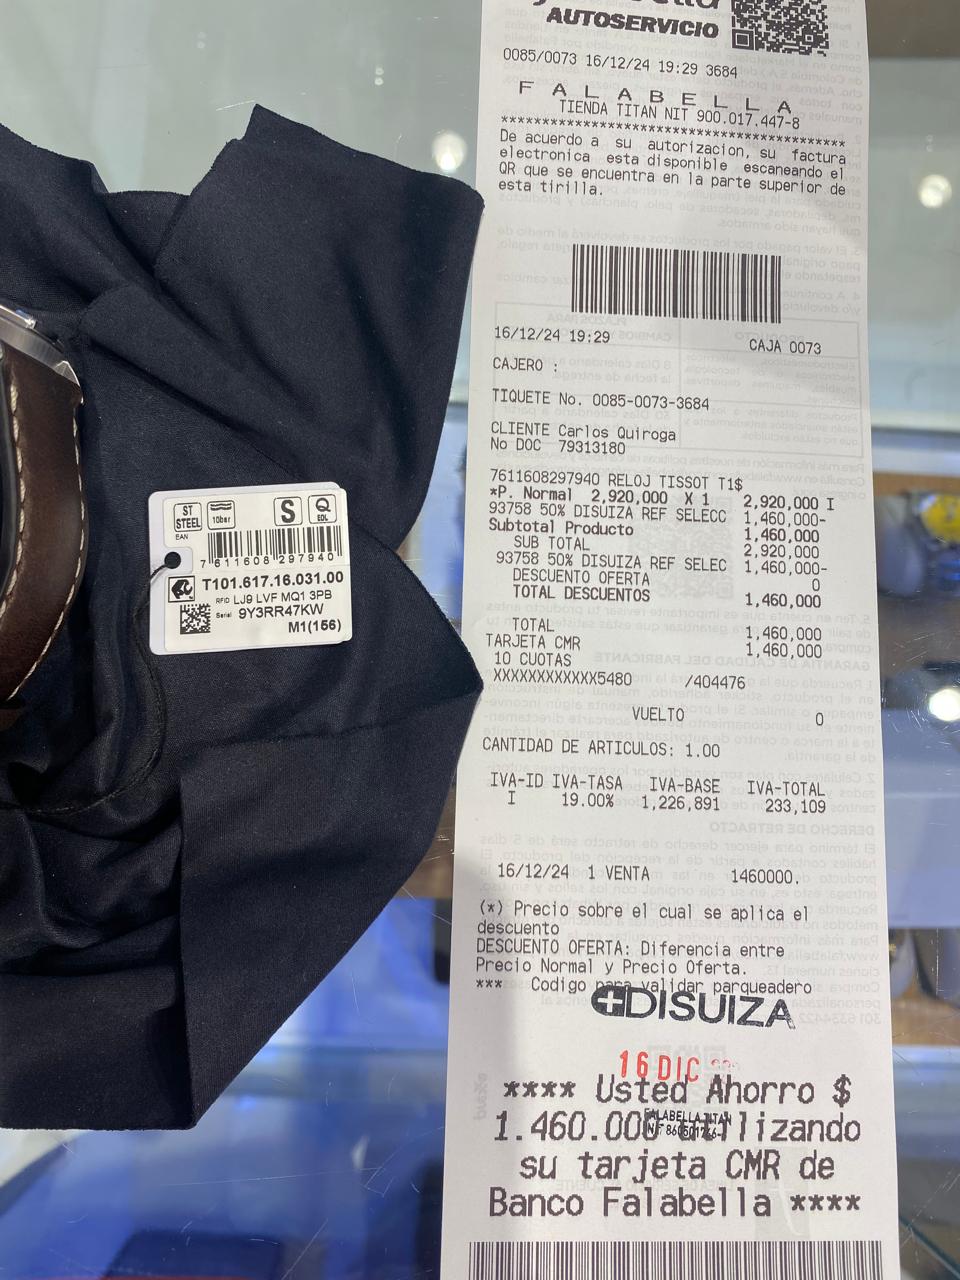 AUTOSERVICIO
0085/0073 16/12/24 19:29 3684
F A L A B E L L A
TIENDA TITAN NIT 900.017.447-8
****************************************
De acuerdo a su autorizacion, su factura
electronica esta disponible escaneando el
QR que se encuentra en la parte superior de
esta tirilla.
16/12/24 19:29 CAJA 0073
CAJERO :
TIQUETE No. 0085-0073-3684
CLIENTE Carlos Quiroga
No DOC 79313180
7611608297940 RELOJ TISSOT T1$
*P. Normal 2,920,000 X 1 2,920,000 I
93758 50% DISUIZA REF SELECC 1,460,000-
Subtotal Producto 1,460,000
SUB TOTAL 2,920,000
93758 50% DISUIZA REF SELEC 1,460,000-
DESCUENTO OFERTA 0
TOTAL DESCUENTOS 1,460,000
TOTAL 1,460,000
TARJETA CMR 1,460,000
10 CUOTAS
XXXXXXXXXXXX5480 /404476
VUELTO 0
CANTIDAD DE ARTICULOS: 1.00
IVA-ID IVA-TASA IVA-BASE IVA-TOTAL
I 19.00% 1,226,891 233,109
16/12/24 1 VENTA 1460000.
(*) Precio sobre el cual se aplica el
descuento
DESCUENTO OFERTA: Diferencia entre
Precio Normal y Precio Oferta.
*** Codigo para validar parqueadero
DISUIZA
16 DIC
**** Usted Ahorro $
1.460.000 utilizando
FALABELLA TITAN
su tarjeta CMR de
Banco Falabella ****
ST STEEL
10bar
S
Q
EOL
EAN
7 611608 297940
T101.617.16.031.00
RFID LJ9 LVF MQ1 3PB
Serial 9Y3RR47KW
M1(156)